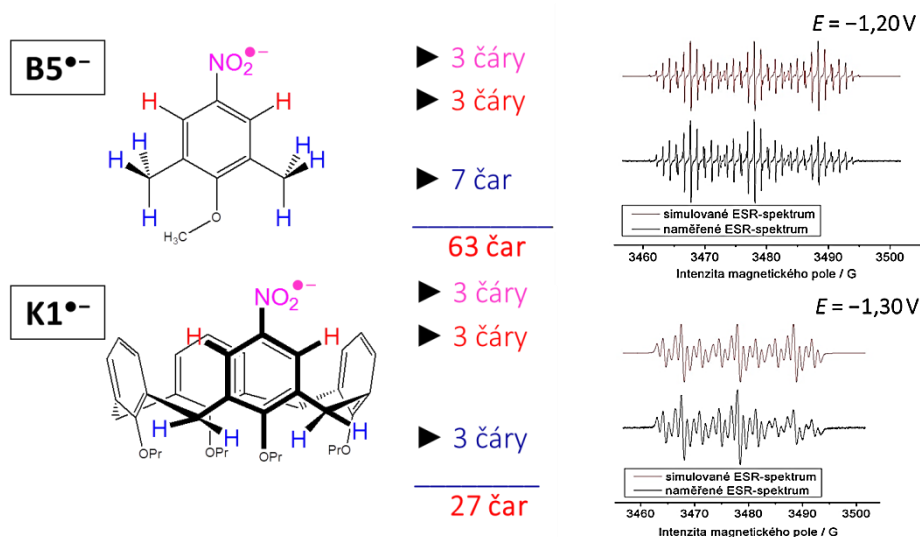 B5•−
NO2•−
H H
H H
H H
H H
O
H3C
► 3 čáry
► 3 čáry
► 7 čar
63 čar
E = −1,20 V
simulované ESR-spektrum
naměřené ESR-spektrum
3460 3470 3480 3490 3500
Intenzita magnetického pole / G
K1•−
NO2•−
H H
H H H H
OPr OPr OPr PrO
► 3 čáry
► 3 čáry
► 3 čáry
27 čar
E = −1,30 V
simulované ESR-spektrum
naměřené ESR-spektrum
3460 3470 3480 3490 3500
Intenzita magnetického pole / G